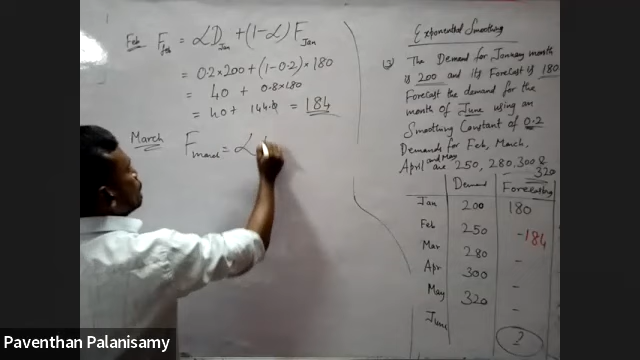 Feb F_feb = αD_Jan + (1-α)F_Jan
= 0.2×200 + (1-0.2)×180
= 40 + 0.8×180
= 40 + 144.0 = 184
March F_march = α
Exponential Smoothing
The Demand for January month
is 200 and its Forecast is 180
Forecast the demand for the
month of June using an
Smoothing Constant of 0.2
Demands for Feb, March,
April and May are 250, 280, 300 &
320
Demand Forecasting
Jan 200 180
Feb 250 -184
Mar 280 -
Apr 300 -
May 320 -
June ?
Paventhan Palanisamy